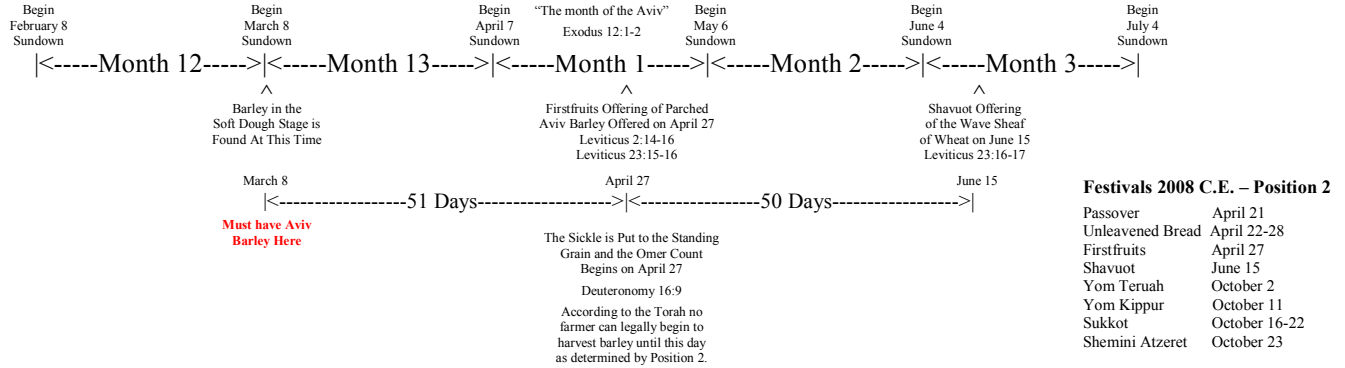 Begin
February 8
Sundown
Begin
March 8
Sundown
Begin
April 7
Sundown
“The month of the Aviv”
Exodus 12:1-2
Begin
May 6
Sundown
Begin
June 4
Sundown
Begin
July 4
Sundown
|<-----Month 12----->|<-----Month 13----->|<-----Month 1----->|<-----Month 2----->|<-----Month 3----->|
^
Barley in the
Soft Dough Stage is
Found At This Time
^
Firstfruits Offering of Parched
Aviv Barley Offered on April 27
Leviticus 2:14-16
Leviticus 23:15-16
^
Shavuot Offering
of the Wave Sheaf
of Wheat on June 15
Leviticus 23:16-17
March 8
April 27
June 15
|<-----------------51 Days----------------->|<-----------------50 Days----------------->|
Must have Aviv
Barley Here
The Sickle is Put to the Standing
Grain and the Omer Count
Begins on April 27
Deuteronomy 16:9
According to the Torah no
farmer can legally begin to
harvest barley until this day
as determined by Position 2.
Festivals 2008 C.E. – Position 2
Passover April 21
Unleavened Bread April 22-28
Firstfruits April 27
Shavuot June 15
Yom Teruah October 2
Yom Kippur October 11
Sukkot October 16-22
Shemini Atzeret October 23